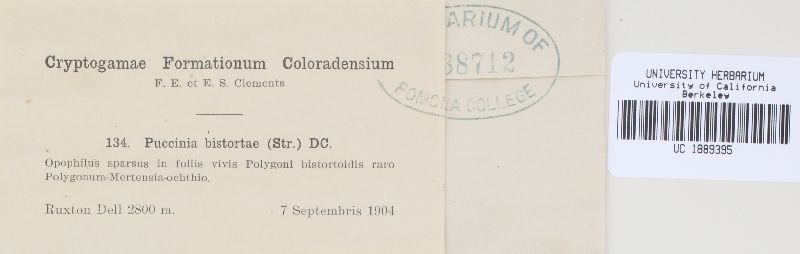 Cryptogamae Formationum Coloradensium
F. E. et E. S. Clements
134. Puccinia bistortae (Str.) DC.
Opophilus sparsus in foliis vivis Polygoni bistortoidis raro
Polygonum-Mertensia-ochthio.
Ruxton Dell 2800 m. 7 Septembris 1904
ARIUM OF
38712
POMONA COLLEGE
UNIVERSITY HERBARIUM
University of California
Berkeley
UC 1889395